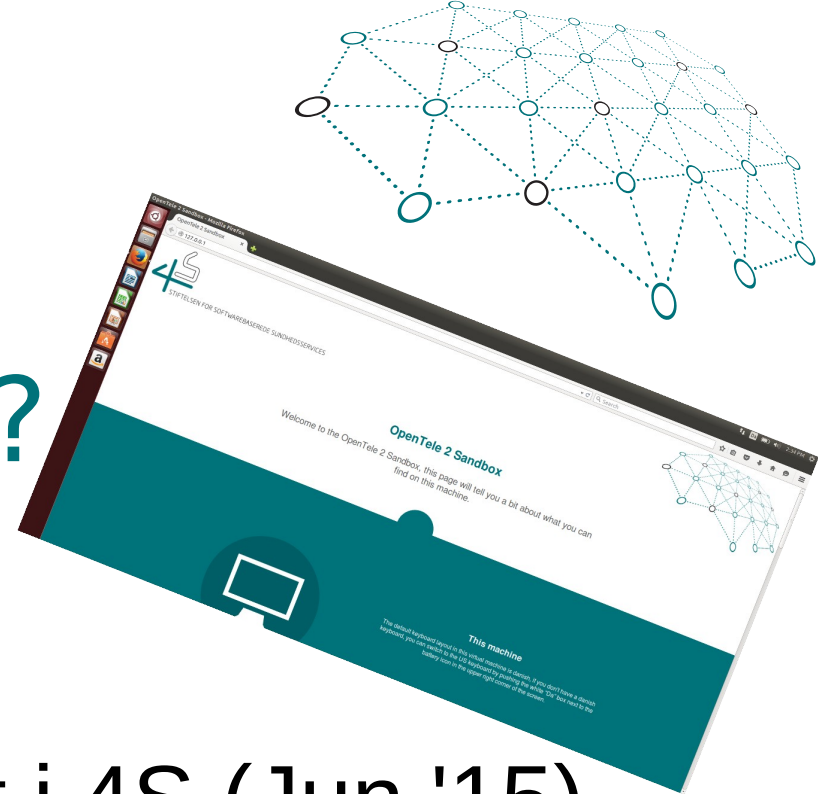 OpenTele 2 Sandbox - Mozilla Firefox
OpenTele 2 Sandbox
127.0.0.1
Search
2:34 PM
4S
STIFTELSEN FOR SOFTWAREBASEREDE SUNDHEDSSERVICES
?
OpenTele 2 Sandbox
Welcome to the OpenTele 2 Sandbox, this page will tell you a bit about what you can
find on this machine.
This machine
The default keyboard layout in this virtual machine is danish, if you don't have a danish
keyboard, you can switch to the US keyboard by pushing the white "Da" box next to the
battery icon in the upper right corner of the screen.
i 4S (Jun '15)